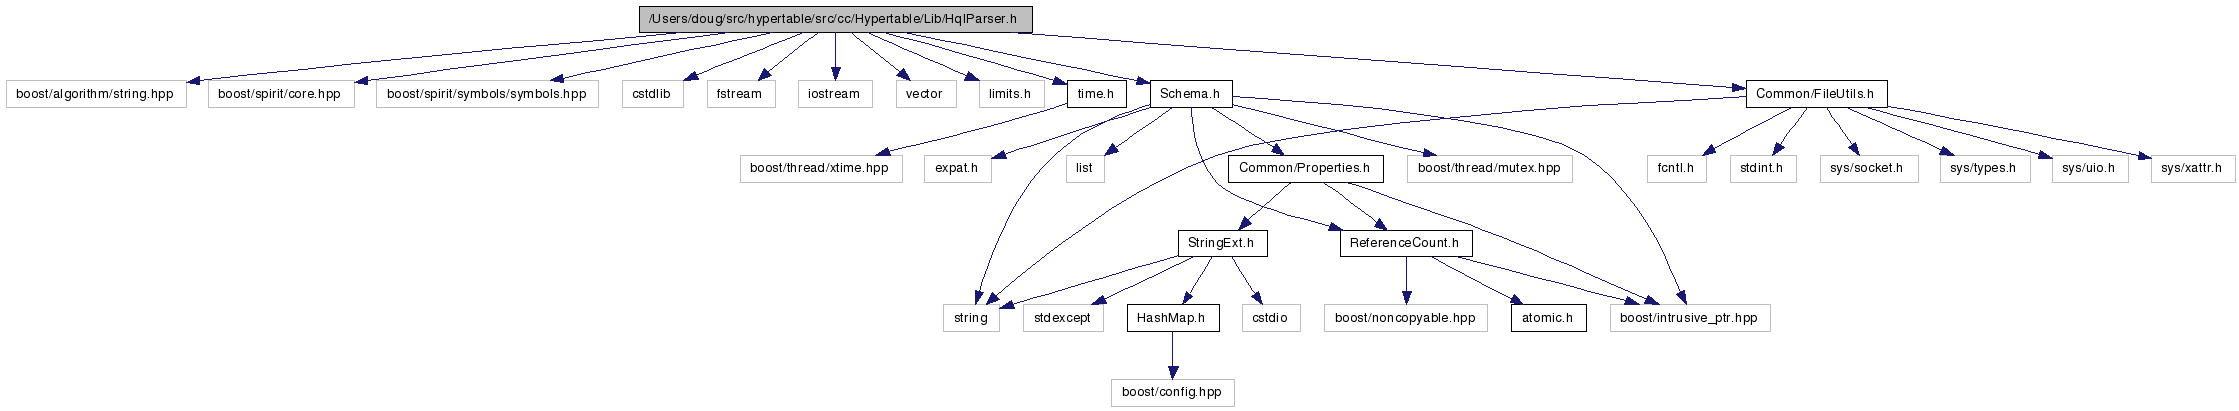 /Users/doug/src/hypertable/src/cc/Hypertable/Lib/HqlParser.h
boost/algorithm/string.hpp
boost/spirit/core.hpp
boost/spirit/symbols/symbols.hpp
cstdlib
fstream
iostream
vector
limits.h
time.h
Schema.h
Common/FileUtils.h
boost/thread/xtime.hpp
expat.h
list
Common/Properties.h
boost/thread/mutex.hpp
fcntl.h
stdint.h
sys/socket.h
sys/types.h
sys/uio.h
sys/xattr.h
StringExt.h
ReferenceCount.h
string
stdexcept
HashMap.h
cstdio
boost/noncopyable.hpp
atomic.h
boost/intrusive_ptr.hpp
boost/config.hpp